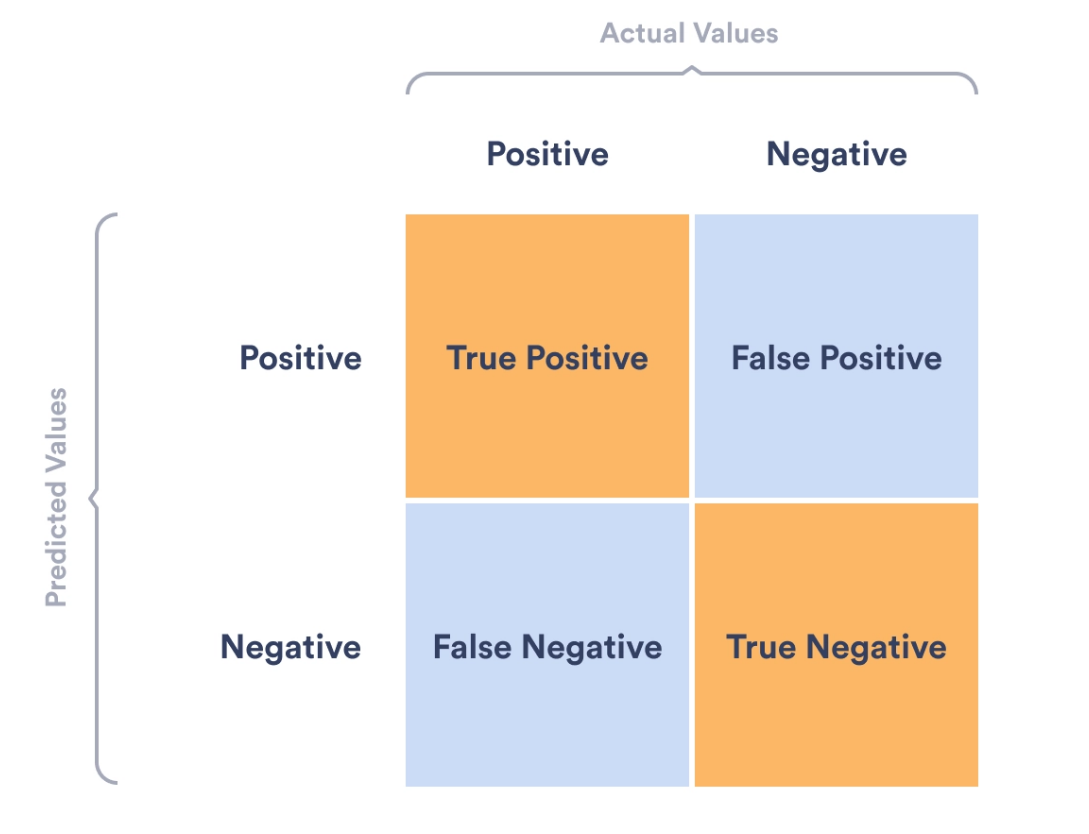 Actual Values
Positive
Negative
Predicted Values
Positive
True Positive
False Positive
Negative
False Negative
True Negative